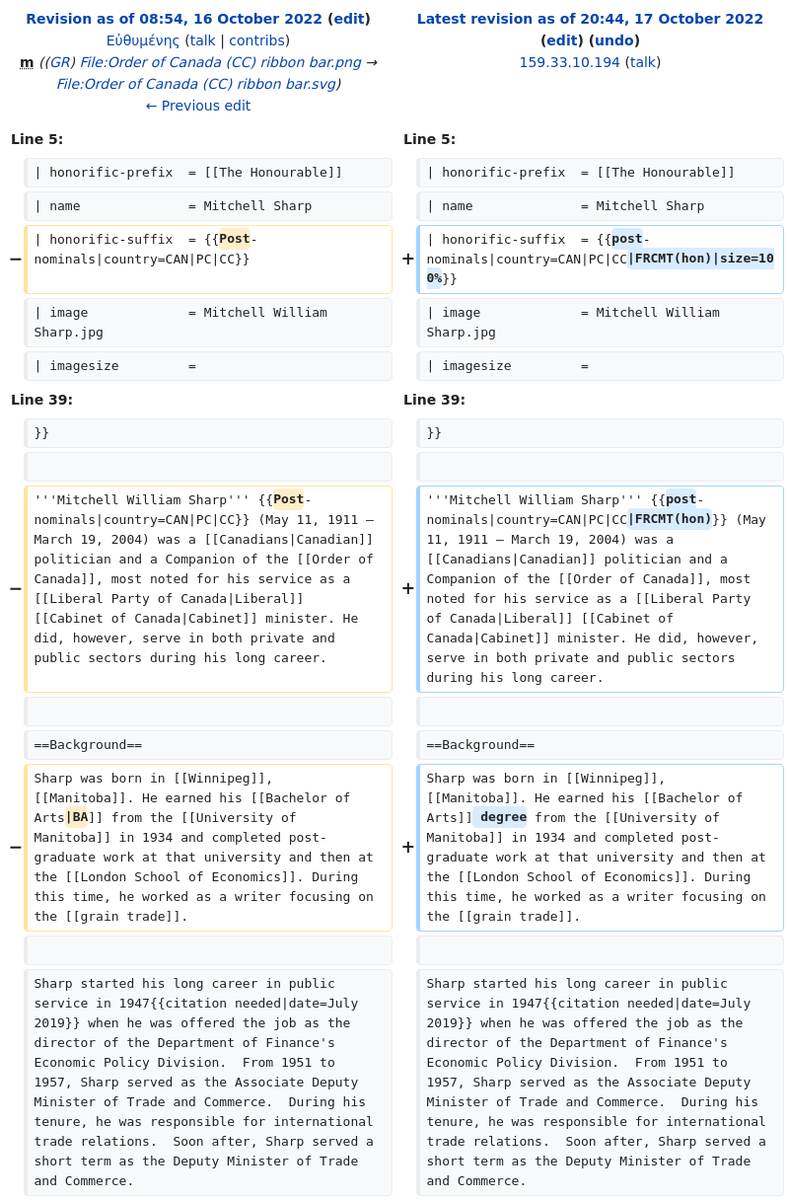 Revision as of 08:54, 16 October 2022 (edit)
Εὐθυμένης (talk | contribs)
m ((GR) File:Order of Canada (CC) ribbon bar.png →
File:Order of Canada (CC) ribbon bar.svg)
← Previous edit
Latest revision as of 20:44, 17 October 2022
(edit) (undo)
159.33.10.194 (talk)
Line 5:
Line 5:
| honorific-prefix  = [[The Honourable]]
| honorific-prefix  = [[The Honourable]]
| name              = Mitchell Sharp
| name              = Mitchell Sharp
−
| honorific-suffix  = {{Post-
nominals|country=CAN|PC|CC}}
+
| honorific-suffix  = {{post-
nominals|country=CAN|PC|CC|FRCMT(hon)|size=10
0%}}
| image             = Mitchell William
Sharp.jpg
| image             = Mitchell William
Sharp.jpg
| imagesize         =
| imagesize         =
Line 39:
Line 39:
}}
}}
−
'''Mitchell William Sharp''' {{Post-
nominals|country=CAN|PC|CC}} (May 11, 1911 –
March 19, 2004) was a [[Canadians|Canadian]]
politician and a Companion of the [[Order of
Canada]], most noted for his service as a
[[Liberal Party of Canada|Liberal]]
[[Cabinet of Canada|Cabinet]] minister. He
did, however, serve in both private and
public sectors during his long career.
+
'''Mitchell William Sharp''' {{post-
nominals|country=CAN|PC|CC|FRCMT(hon)}} (May
11, 1911 – March 19, 2004) was a
[[Canadians|Canadian]] politician and a
Companion of the [[Order of Canada]], most
noted for his service as a [[Liberal Party
of Canada|Liberal]] [[Cabinet of
Canada|Cabinet]] minister. He did, however,
serve in both private and public sectors
during his long career.
==Background==
==Background==
−
Sharp was born in [[Winnipeg]],
[[Manitoba]]. He earned his [[Bachelor of
Arts|BA]] from the [[University of
Manitoba]] in 1934 and completed post-
graduate work at that university and then at
the [[London School of Economics]]. During
this time, he worked as a writer focusing on
the [[grain trade]].
+
Sharp was born in [[Winnipeg]],
[[Manitoba]]. He earned his [[Bachelor of
Arts]] degree from the [[University of
Manitoba]] in 1934 and completed post-
graduate work at that university and then at
the [[London School of Economics]]. During
this time, he worked as a writer focusing on
the [[grain trade]].
Sharp started his long career in public
service in 1947{{citation needed|date=July
2019}} when he was offered the job as the
director of the Department of Finance's
Economic Policy Division.  From 1951 to
1957, Sharp served as the Associate Deputy
Minister of Trade and Commerce.  During his
tenure, he was responsible for international
trade relations.  Soon after, Sharp served a
short term as the Deputy Minister of Trade
and Commerce.
Sharp started his long career in public
service in 1947{{citation needed|date=July
2019}} when he was offered the job as the
director of the Department of Finance's
Economic Policy Division.  From 1951 to
1957, Sharp served as the Associate Deputy
Minister of Trade and Commerce.  During his
tenure, he was responsible for international
trade relations.  Soon after, Sharp served a
short term as the Deputy Minister of Trade
and Commerce.